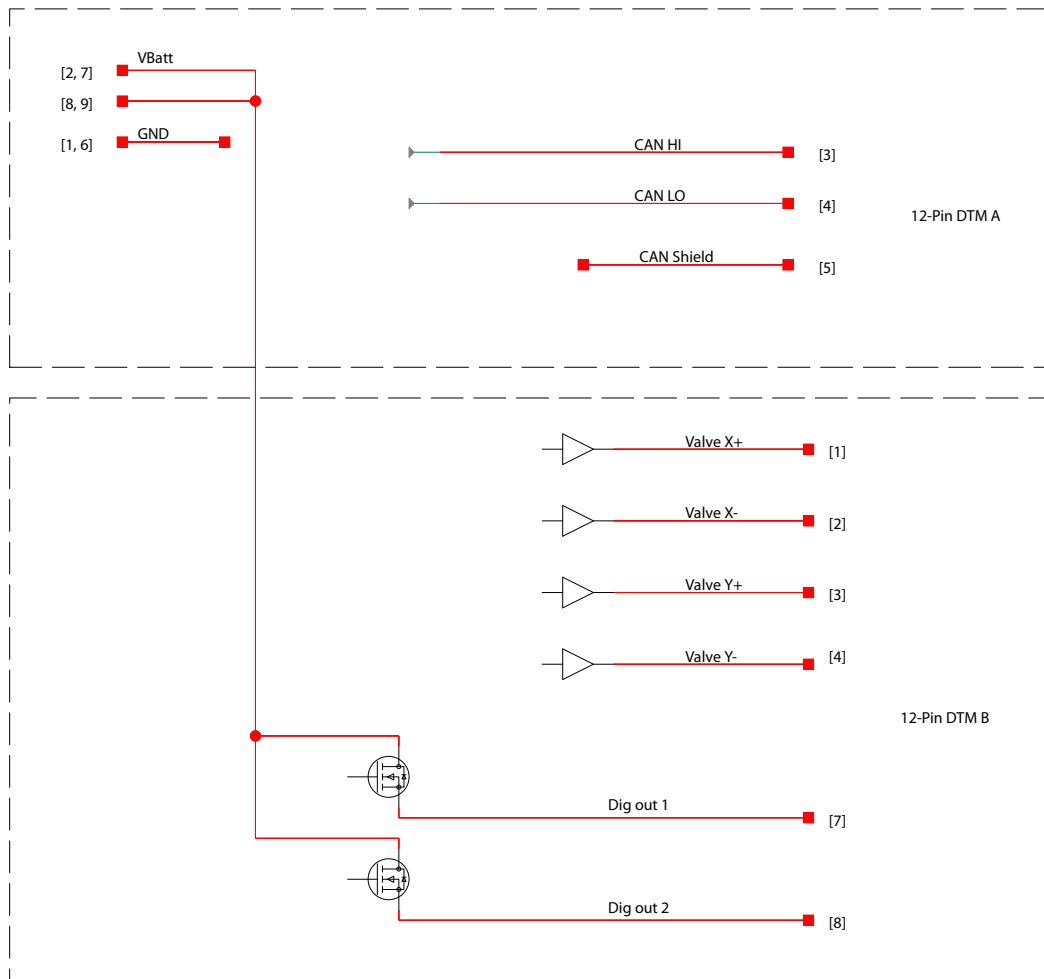 VBatt
[2, 7]
[8, 9]
GND
[1, 6]
CAN HI
[3]
CAN LO
[4]
12-Pin DTM A
CAN Shield
[5]
Valve X+
[1]
Valve X-
[2]
Valve Y+
[3]
Valve Y-
[4]
12-Pin DTM B
Dig out 1
[7]
Dig out 2
[8]